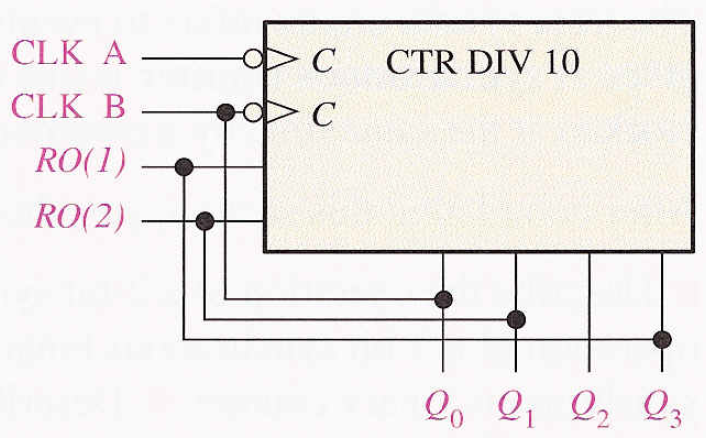 CLK A
C
CTR DIV 10
CLK B
C
RO(1)
RO(2)
Q0 Q1 Q2 Q3